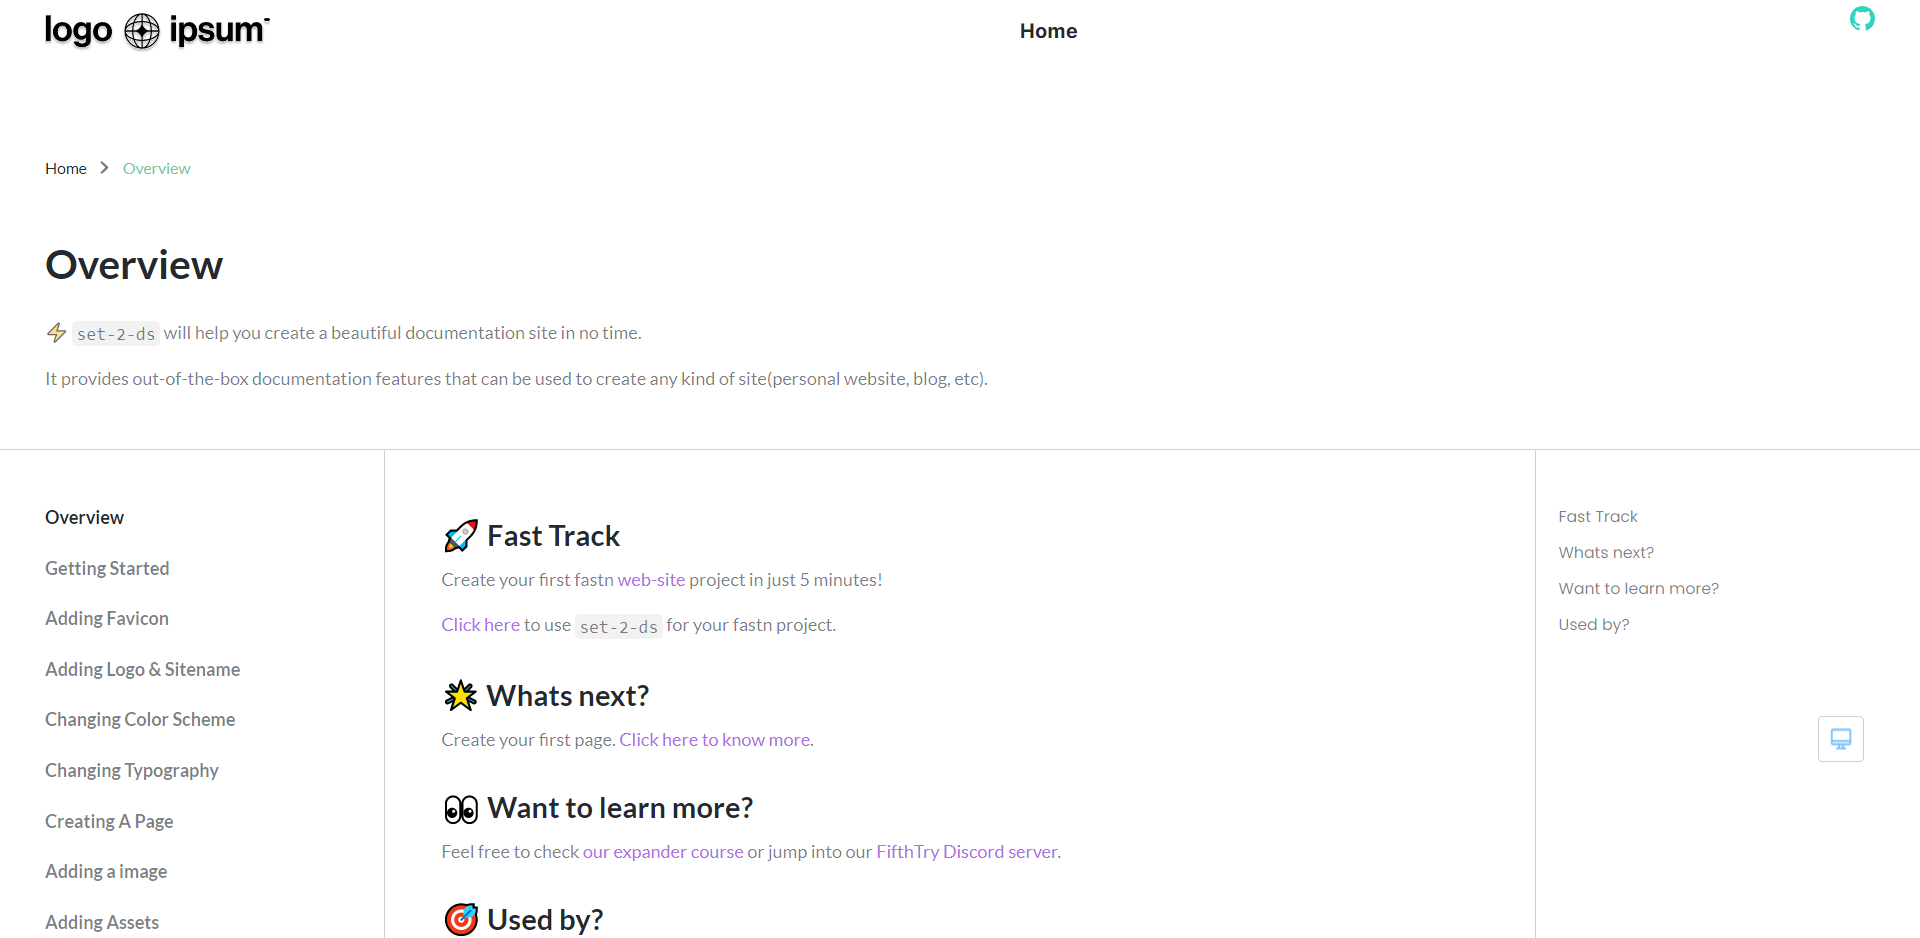 logo ipsum
Home
Home > Overview
Overview
⚡ set-2-ds will help you create a beautiful documentation site in no time.
It provides out-of-the-box documentation features that can be used to create any kind of site(personal website, blog, etc).
Overview
Getting Started
Adding Favicon
Adding Logo & Sitename
Changing Color Scheme
Changing Typography
Creating A Page
Adding a image
Adding Assets
🚀 Fast Track
Create your first fastn web-site project in just 5 minutes!
Click here to use set-2-ds for your fastn project.
🌟 Whats next?
Create your first page. Click here to know more.
👀 Want to learn more?
Feel free to check our expander course or jump into our FifthTry Discord server.
🎯 Used by?
Fast Track
Whats next?
Want to learn more?
Used by?